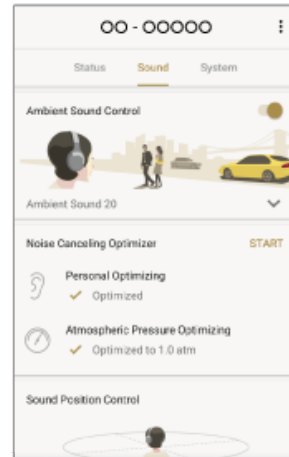 OO - OOOOO
Status Sound System
Ambient Sound Control
Ambient Sound 20
Noise Canceling Optimizer START
Personal Optimizing
Optimized
Atmospheric Pressure Optimizing
Optimized to 1.0 atm
Sound Position Control